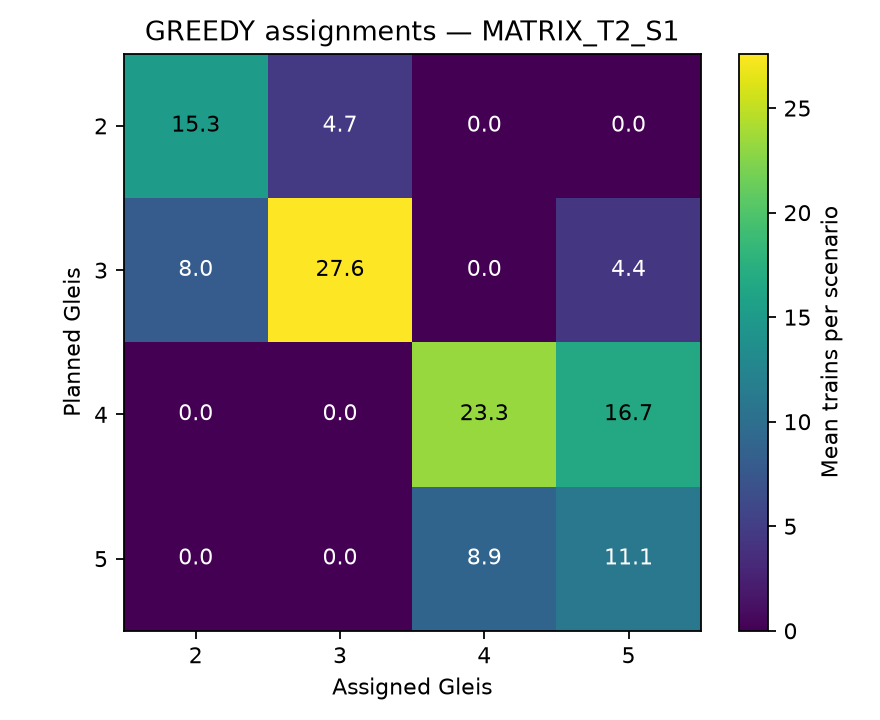 GREEDY assignments — MATRIX_T2_S1
Planned Gleis
2 15.3 4.7 0.0 0.0
3 8.0 27.6 0.0 4.4
4 0.0 0.0 23.3 16.7
5 0.0 0.0 8.9 11.1
2 3 4 5
Assigned Gleis
25
20
15
10
5
0
Mean trains per scenario